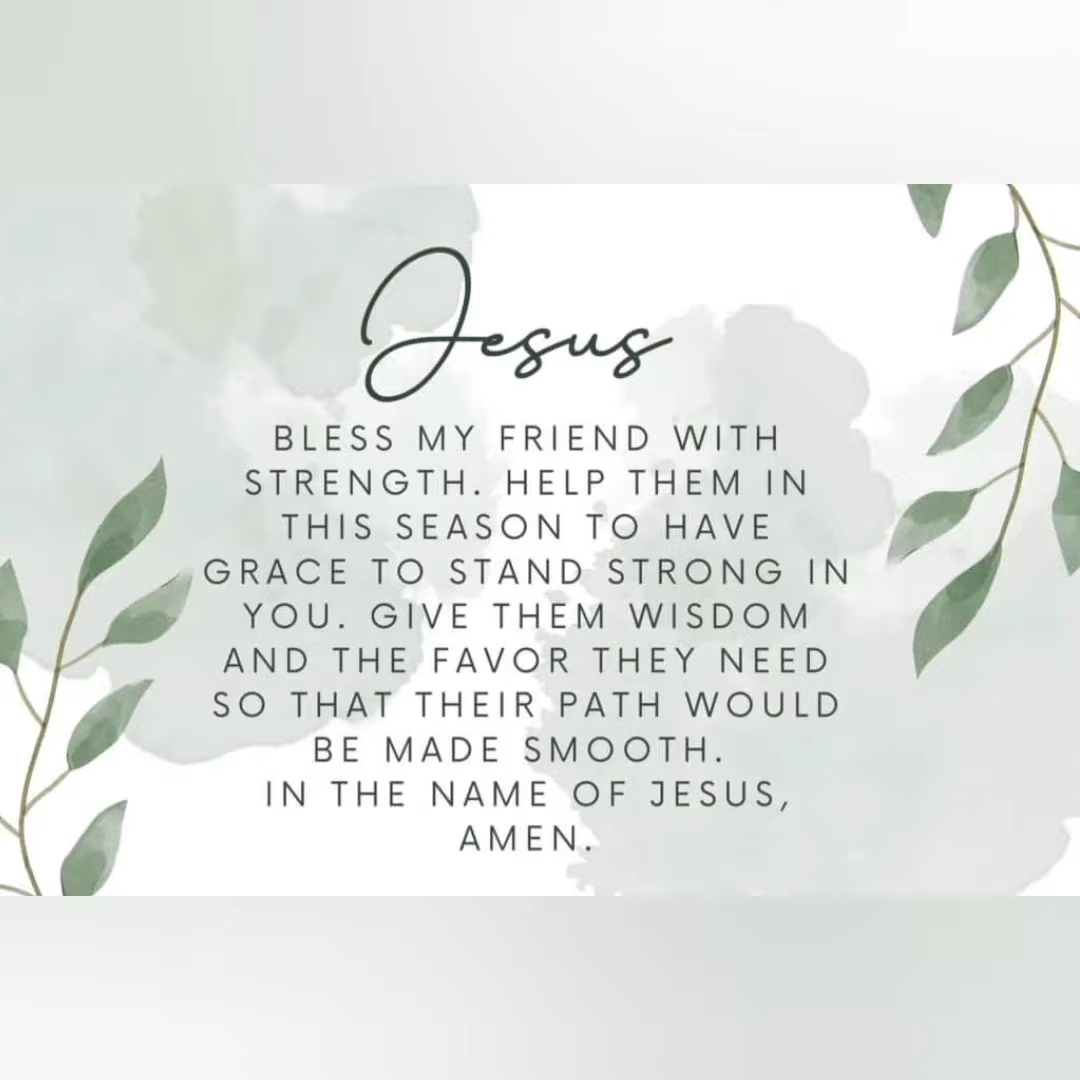 Jesus
BLESS MY FRIEND WITH
STRENGTH. HELP THEM IN
THIS SEASON TO HAVE
GRACE TO STAND STRONG IN
YOU. GIVE THEM WISDOM
AND THE FAVOR THEY NEED
SO THAT THEIR PATH WOULD
BE MADE SMOOTH.
IN THE NAME OF JESUS,
AMEN.